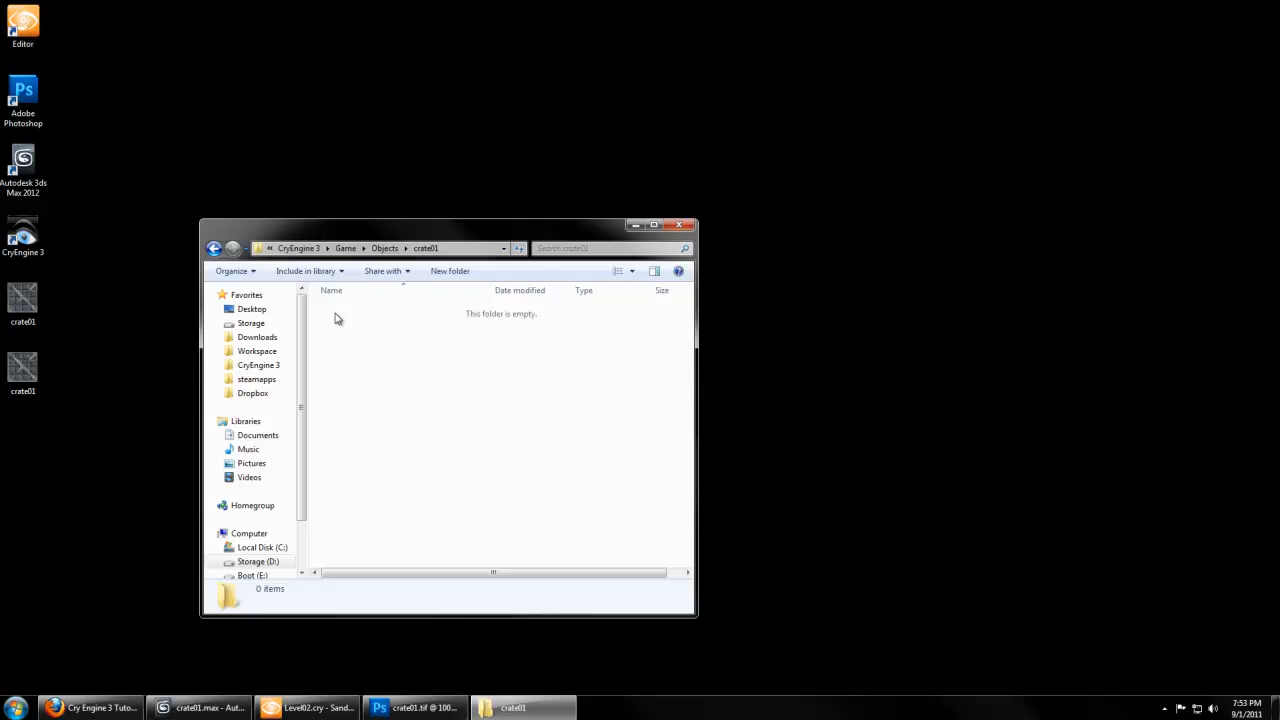 Editor
Ps
Adobe
Photoshop
Autodesk 3ds
Max 2012
CryEngine 3
crate01
crate01
« CryEngine 3 Game Objects crate01
Search crate01
Organize Include in library Share with New folder
Favorites
Desktop
Storage
Downloads
Workspace
CryEngine 3
steamapps
Dropbox
Libraries
Documents
Music
Pictures
Videos
Homegroup
Computer
Local Disk (C:)
Storage (D:)
Boot (E:)
Name Date modified Type Size
This folder is empty.
0 items
Cry Engine 3 Tuto...
crate01.max - Aut...
Level02.cry - Sand...
Ps
crate01.tif @ 100...
crate01
7:53 PM
9/1/2011